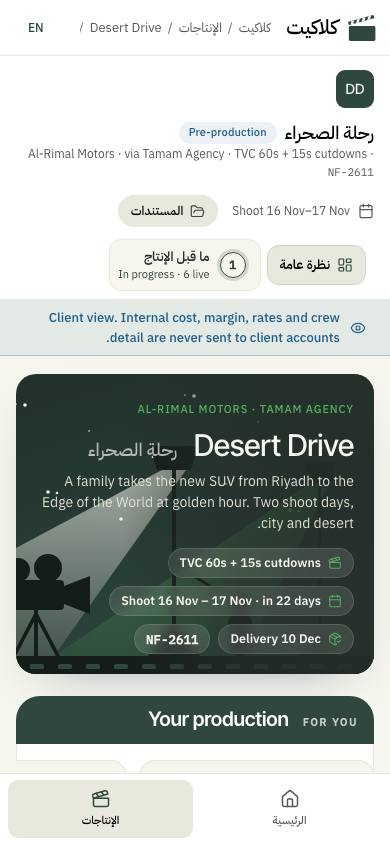 كلاكيت
كلاكيت / الإنتاجات / Desert Drive /
EN
DD
رحلة الصحراء Pre-production
Al-Rimal Motors · via Tamam Agency · TVC 60s + 15s cutdowns ·
NF-2611
Shoot 16 Nov–17 Nov المستندات
نظرة عامة
1 ما قبل الإنتاج
In progress · 6 live
Client view. Internal cost, margin, rates and crew
detail are never sent to client accounts.
AL-RIMAL MOTORS · TAMAM AGENCY
Desert Drive رحلة الصحراء
A family takes the new SUV from Riyadh to the
Edge of the World at golden hour. Two shoot days,
city and desert.
TVC 60s + 15s cutdowns
Shoot 16 Nov – 17 Nov · in 22 days
Delivery 10 Dec NF-2611
FOR YOU Your production
الرئيسية
الإنتاجات